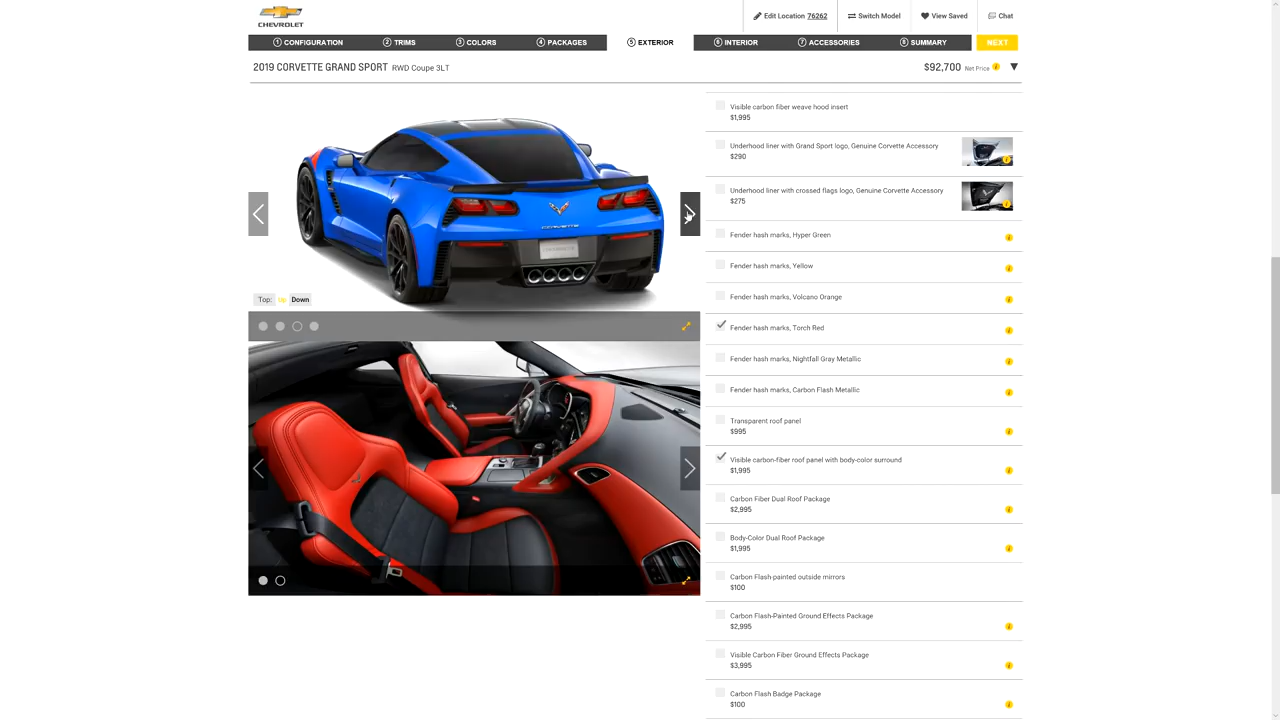 CHEVROLET
Edit Location 76262
Switch Model
View Saved
Chat
1 CONFIGURATION
2 TRIMS
3 COLORS
4 PACKAGES
5 EXTERIOR
6 INTERIOR
7 ACCESSORIES
8 SUMMARY
NEXT
2019 CORVETTE GRAND SPORT RWD Coupe 3LT
$92,700 Net Price
Top: Up Down
Visible carbon fiber weave hood insert
$1,995
Underhood liner with Grand Sport logo, Genuine Corvette Accessory
$290
Underhood liner with crossed flags logo, Genuine Corvette Accessory
$275
Fender hash marks, Hyper Green
Fender hash marks, Yellow
Fender hash marks, Volcano Orange
Fender hash marks, Torch Red
Fender hash marks, Nightfall Gray Metallic
Fender hash marks, Carbon Flash Metallic
Transparent roof panel
$995
Visible carbon-fiber roof panel with body-color surround
$1,995
Carbon Fiber Dual Roof Package
$2,995
Body-Color Dual Roof Package
$1,995
Carbon Flash-painted outside mirrors
$100
Carbon Flash-Painted Ground Effects Package
$2,995
Visible Carbon Fiber Ground Effects Package
$3,995
Carbon Flash Badge Package
$100